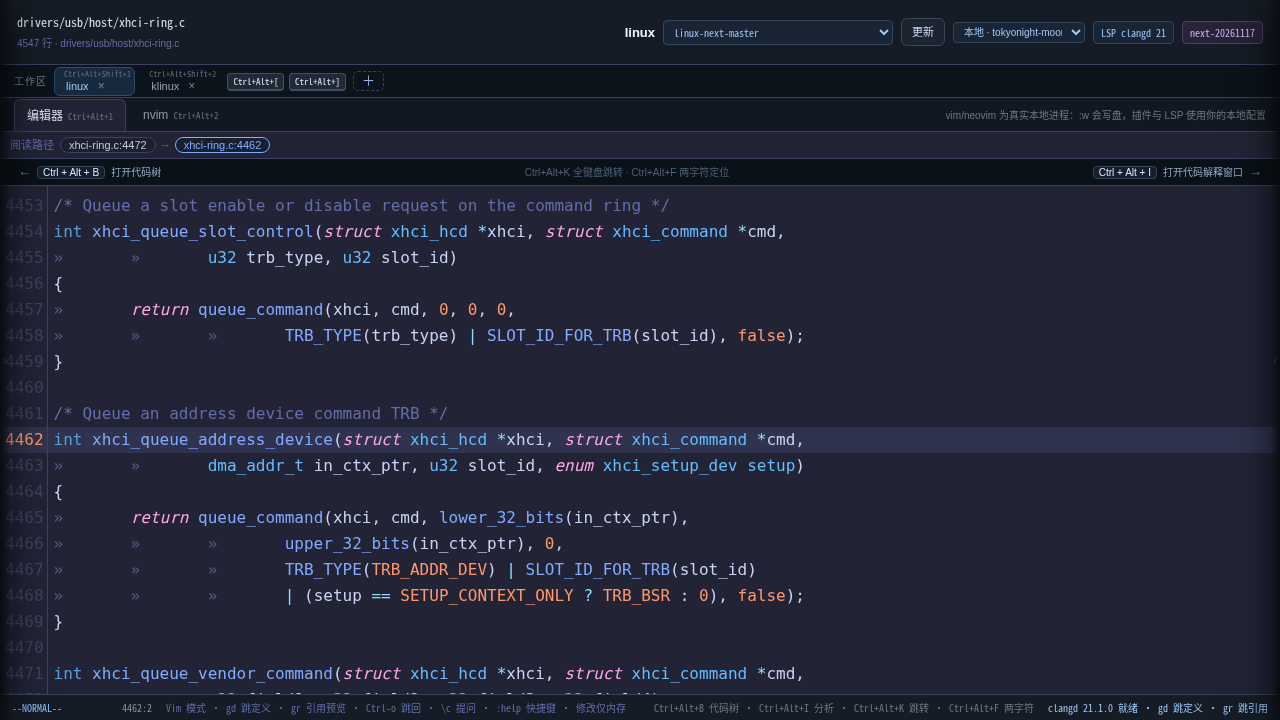 drivers/usb/host/xhci-ring.c
4547 行 · drivers/usb/host/xhci-ring.c
linux linux-next-master 更新 本地 · tokyonight-moon LSP clangd 21 next-20261117
工作区 Ctrl+Alt+Shift+1 linux × Ctrl+Alt+Shift+2 klinux × Ctrl+Alt+[ Ctrl+Alt+] +
编辑器 Ctrl+Alt+1 nvim Ctrl+Alt+2 vim/neovim 为真实本地进程：:w 会写盘，插件与 LSP 使用你的本地配置
阅读路径 xhci-ring.c:4472 → xhci-ring.c:4462
← Ctrl + Alt + B 打开代码树 Ctrl+Alt+K 全键盘跳转 · Ctrl+Alt+F 两字符定位 Ctrl + Alt + I 打开代码解释窗口 →
4453 /* Queue a slot enable or disable request on the command ring */
4454 int xhci_queue_slot_control(struct xhci_hcd *xhci, struct xhci_command *cmd,
4455 » » u32 trb_type, u32 slot_id)
4456 {
4457 » return queue_command(xhci, cmd, 0, 0, 0,
4458 » » » TRB_TYPE(trb_type) | SLOT_ID_FOR_TRB(slot_id), false);
4459 }
4460
4461 /* Queue an address device command TRB */
4462 int xhci_queue_address_device(struct xhci_hcd *xhci, struct xhci_command *cmd,
4463 » » dma_addr_t in_ctx_ptr, u32 slot_id, enum xhci_setup_dev setup)
4464 {
4465 » return queue_command(xhci, cmd, lower_32_bits(in_ctx_ptr),
4466 » » » upper_32_bits(in_ctx_ptr), 0,
4467 » » » TRB_TYPE(TRB_ADDR_DEV) | SLOT_ID_FOR_TRB(slot_id)
4468 » » » | (setup == SETUP_CONTEXT_ONLY ? TRB_BSR : 0), false);
4469 }
4470
4471 int xhci_queue_vendor_command(struct xhci_hcd *xhci, struct xhci_command *cmd,
--NORMAL-- 4462:2 Vim 模式 · gd 跳定义 · gr 引用预览 · Ctrl-o 跳回 · \c 提问 · :help 快捷键 · 修改仅内存 Ctrl+Alt+B 代码树 · Ctrl+Alt+I 分析 · Ctrl+Alt+K 跳转 · Ctrl+Alt+F 两字符 clangd 21.1.0 就绪 · gd 跳定义 · gr 跳引用